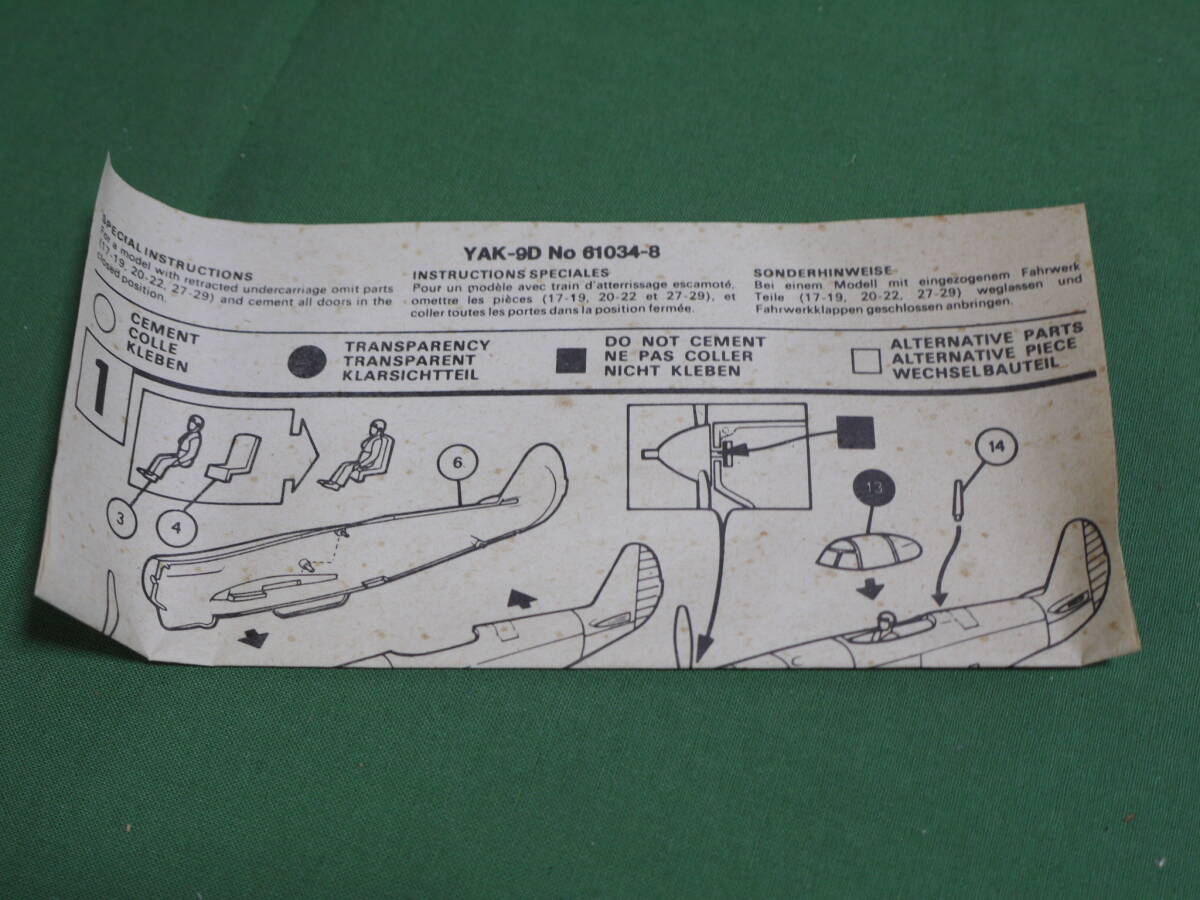 YAK-9D No 61034-8
SPECIAL INSTRUCTIONS
For a model with retracted undercarriage omit parts
(17-19, 20-22, 27-29) and cement all doors in the
closed position.
INSTRUCTIONS SPECIALES
Pour un modèle avec train d'atterrissage escamoté,
omettre les pièces (17-19, 20-22 et 27-29), et
coller toutes les portes dans la position fermée.
SONDERHINWEISE
Bei einem Modell mit eingezogenem Fahrwerk
Teile (17-19, 20-22, 27-29) weglassen und
Fahrwerkklappen geschlossen anbringen.
CEMENT
COLLE
KLEBEN
TRANSPARENCY
TRANSPARENT
KLARSICHTTEIL
DO NOT CEMENT
NE PAS COLLER
NICHT KLEBEN
ALTERNATIVE PARTS
ALTERNATIVE PIECE
WECHSELBAUTEIL
1
3
4
6
13
14